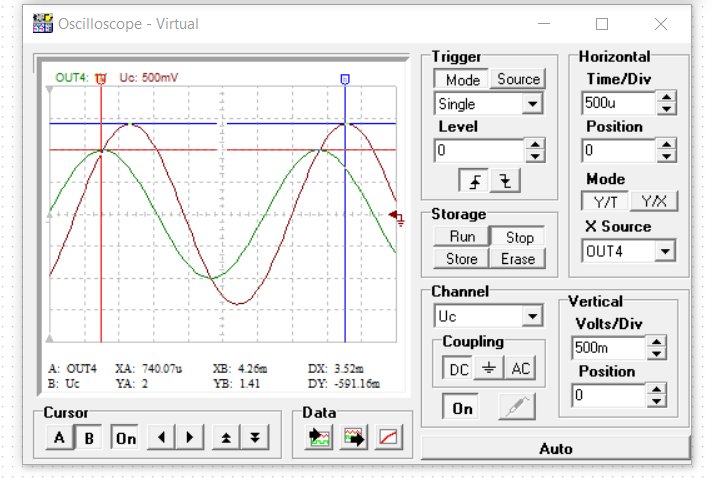 Oscilloscope - Virtual
OUT4: 1V Uc: 500mV
A: OUT4 XA: 740.07u XB: 4.26m DX: 3.52m
B: Uc YA: 2 YB: 1.41 DY: -591.16m
Cursor
A B On
Data
Trigger
Mode Source
Single
Level
0
Storage
Run Stop
Store Erase
Channel
Uc
Coupling
DC AC
On
Horizontal
Time/Div
500u
Position
0
Mode
Y/T Y/X
X Source
OUT4
Vertical
Volts/Div
500m
Position
0
Auto